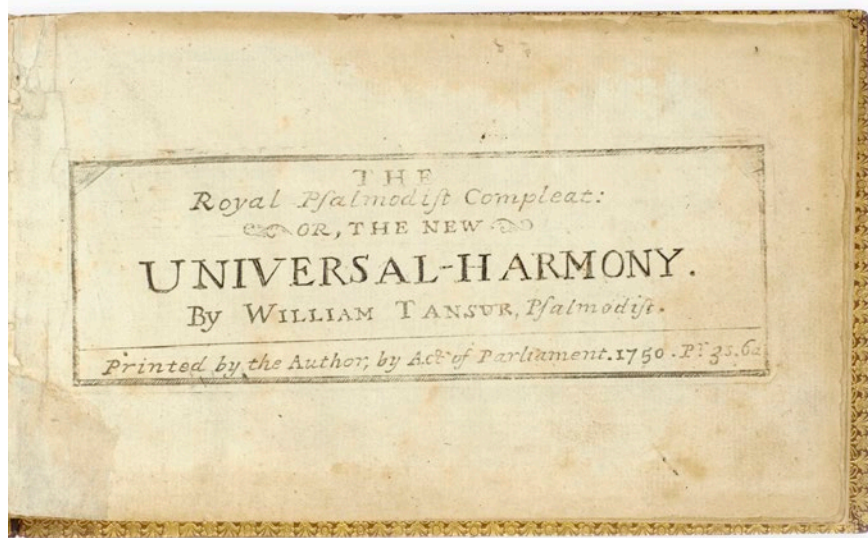 THE
Royal Pſalmodiſt Compleat:
OR, THE NEW
UNIVERSAL-HARMONY.
By WILLIAM TANSUR, Pſalmodiſt.
Printed by the Author, by Act of Parliament. 1750. Pr. 3s. 6d